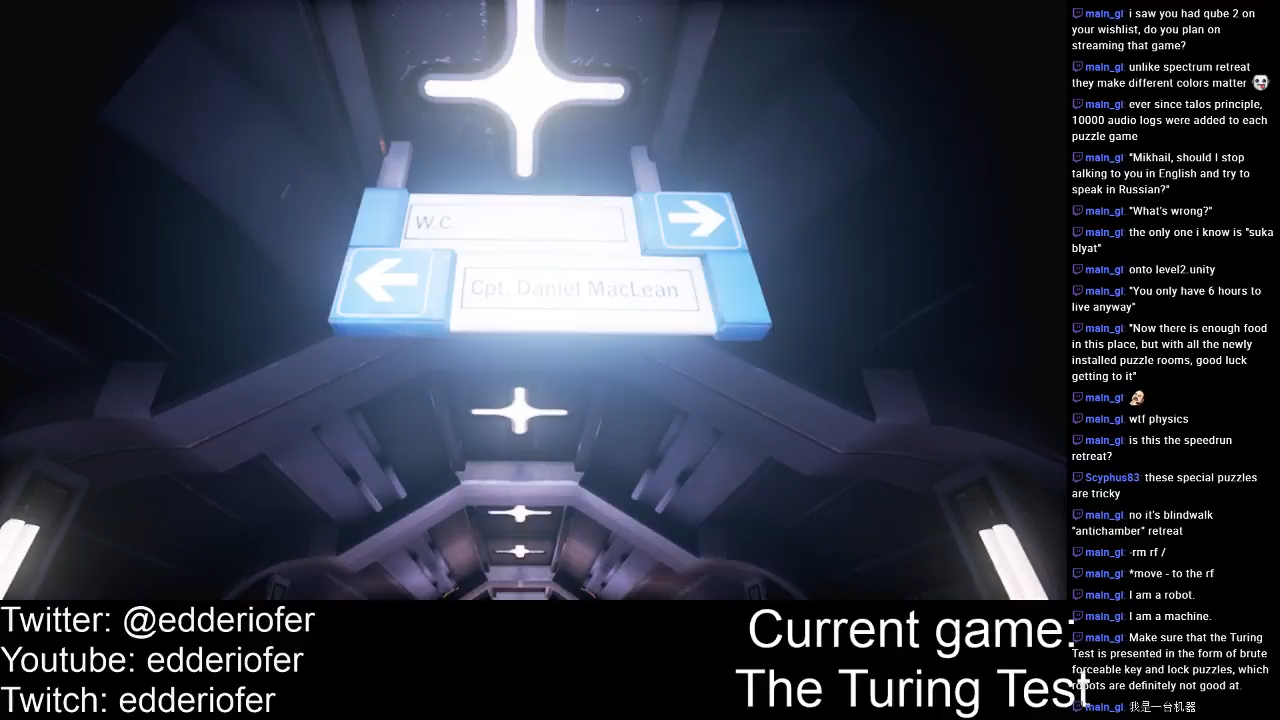 W.C.
Cpt. Daniel MacLean
Twitter: @edderiofer
Youtube: edderiofer
Twitch: edderiofer
Current game:
The Turing Test
main_gl: i saw you had qube 2 on
your wishlist, do you plan on
streaming that game?
main_gl: unlike spectrum retreat
they make different colors matter
main_gl: ever since talos principle,
10000 audio logs were added to each
puzzle game
main_gl: "Mikhail, should I stop
talking to you in English and try to
speak in Russian?"
main_gl: "What's wrong?"
main_gl: the only one i know is "suka
blyat"
main_gl: onto level2.unity
main_gl: "You only have 6 hours to
live anyway"
main_gl: "Now there is enough food
in this place, but with all the newly
installed puzzle rooms, good luck
getting to it"
main_gl:
main_gl: wtf physics
main_gl: is this the speedrun
retreat?
Scyphus83: these special puzzles
are tricky
main_gl: no it's blindwalk
"antichamber" retreat
main_gl: -rm rf /
main_gl: *move - to the rf
main_gl: I am a robot.
main_gl: I am a machine.
main_gl: Make sure that the Turing
Test is presented in the form of brute
forceable key and lock puzzles, which
robots are definitely not good at.
main_gl: 我是一台机器